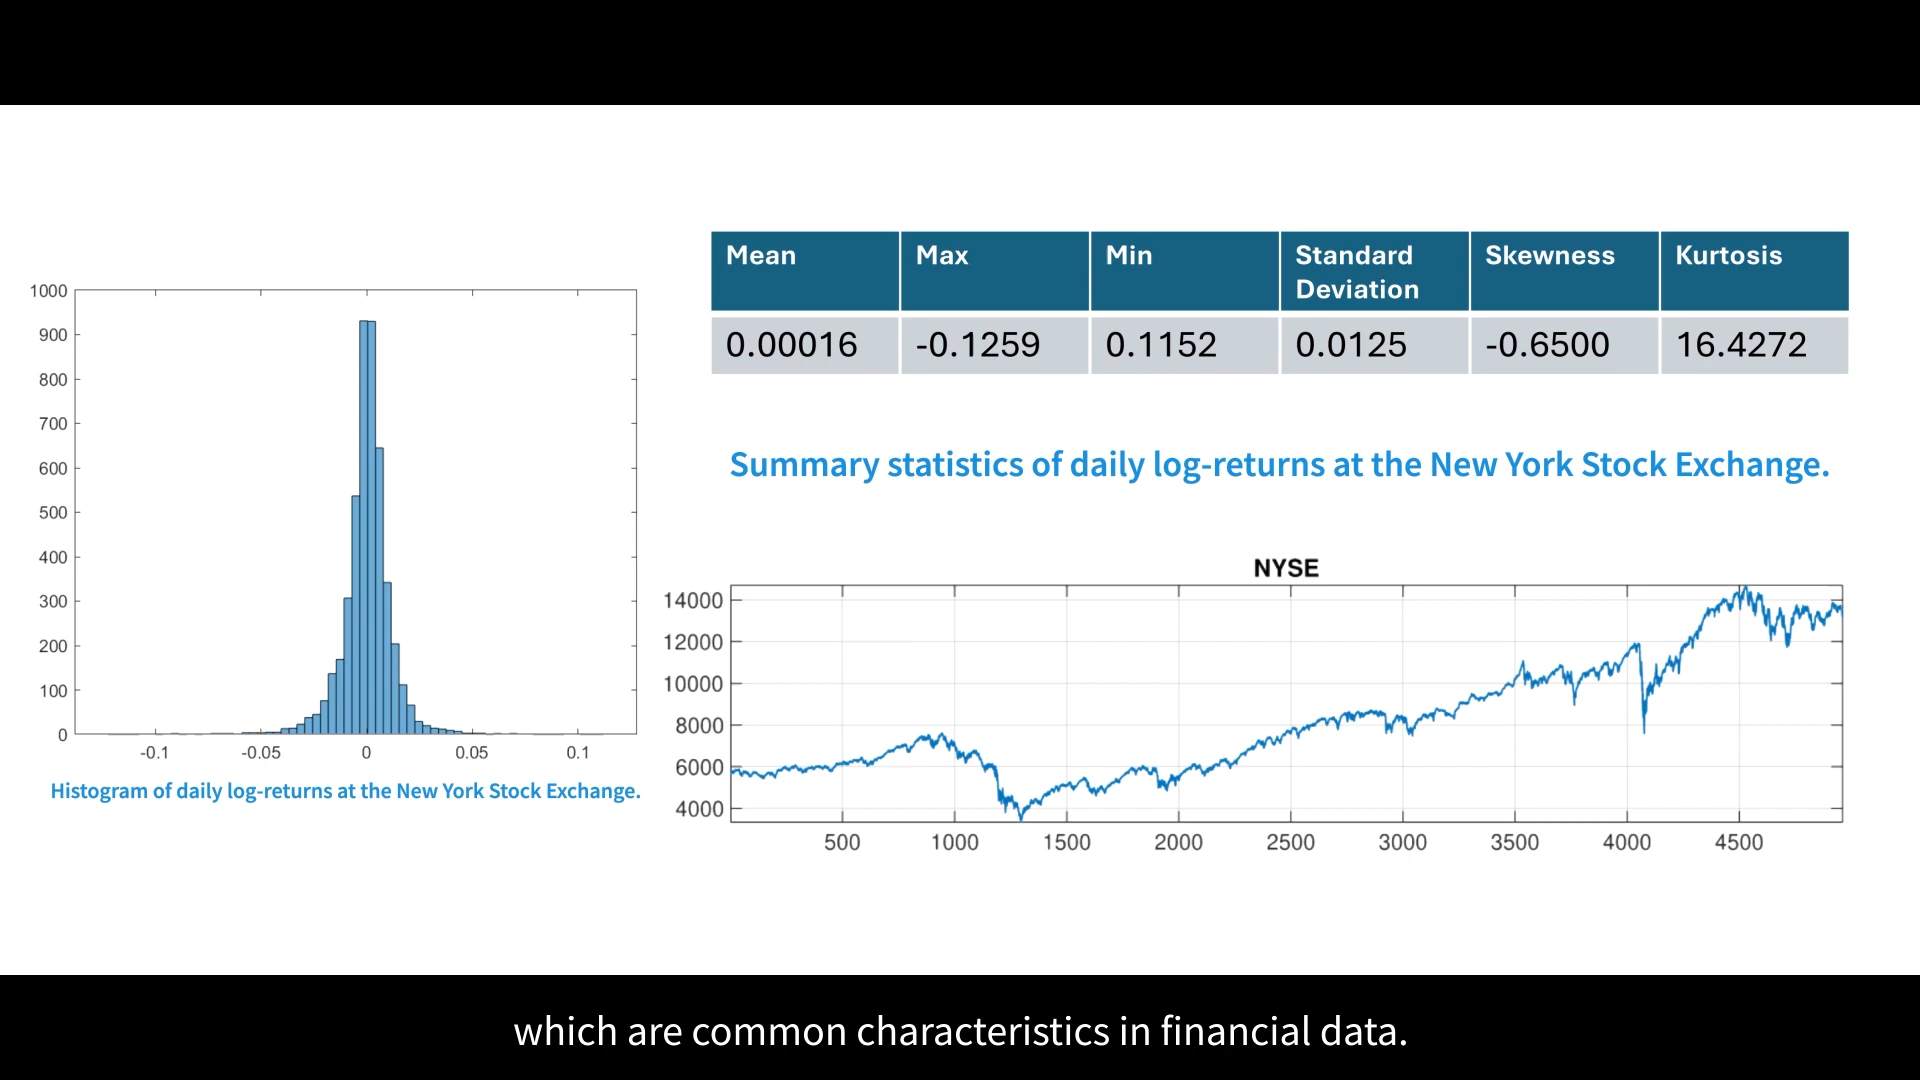 1000
900
800
700
600
500
400
300
200
100
0
-0.1 -0.05 0 0.05 0.1
Histogram of daily log-returns at the New York Stock Exchange.
Mean Max Min Standard Deviation Skewness Kurtosis
0.00016 -0.1259 0.1152 0.0125 -0.6500 16.4272
Summary statistics of daily log-returns at the New York Stock Exchange.
NYSE
14000
12000
10000
8000
6000
4000
500 1000 1500 2000 2500 3000 3500 4000 4500
which are common characteristics in financial data.